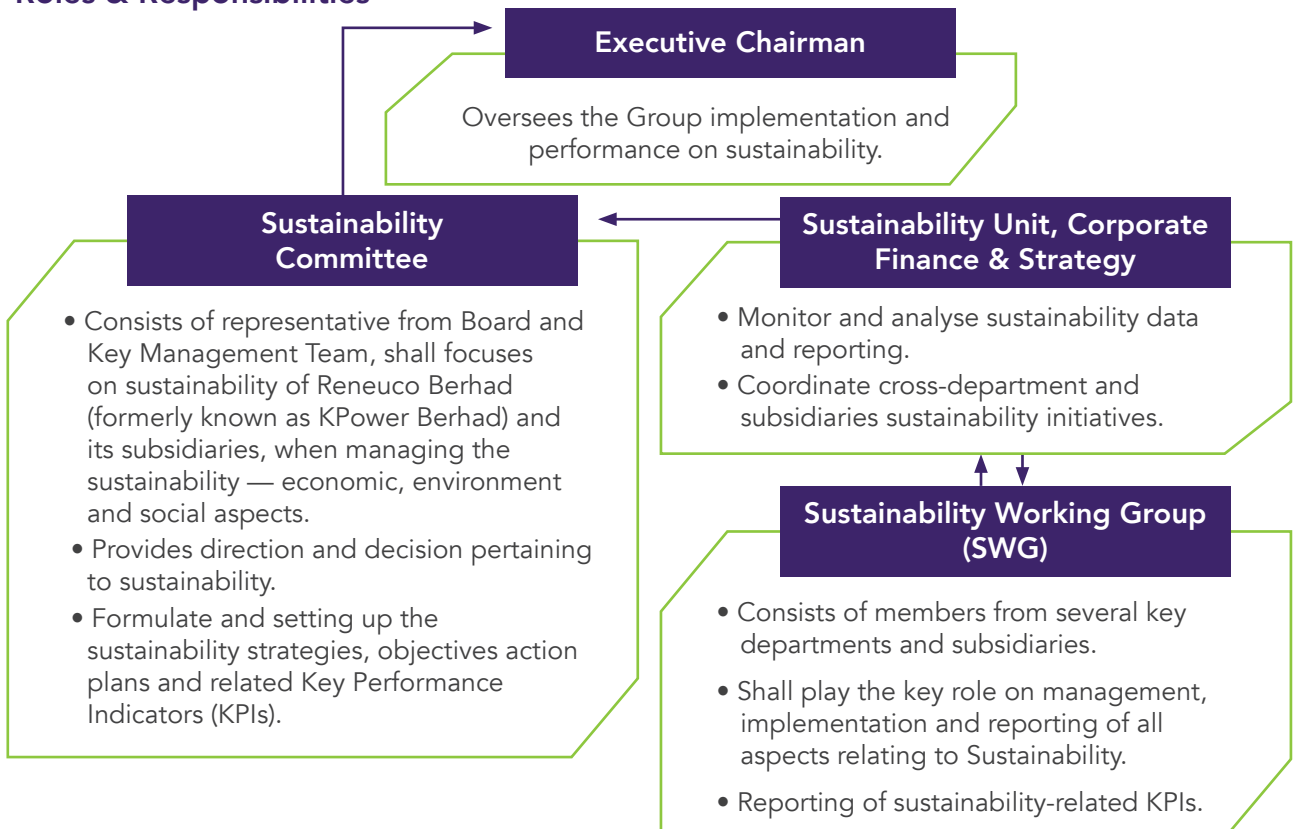 Roles & Responsibilities
Executive Chairman
Oversees the Group implementation and
performance on sustainability.
Sustainability
Committee
• Consists of representative from Board and
Key Management Team, shall focuses
on sustainability of Reneuco Berhad
(formerly known as KPower Berhad) and
its subsidiaries, when managing the
sustainability — economic, environment
and social aspects.
• Provides direction and decision pertaining
to sustainability.
• Formulate and setting up the
sustainability strategies, objectives action
plans and related Key Performance
Indicators (KPIs).
Sustainability Unit, Corporate
Finance & Strategy
• Monitor and analyse sustainability data
and reporting.
• Coordinate cross-department and
subsidiaries sustainability initiatives.
Sustainability Working Group
(SWG)
• Consists of members from several key
departments and subsidiaries.
• Shall play the key role on management,
implementation and reporting of all
aspects relating to Sustainability.
• Reporting of sustainability-related KPIs.